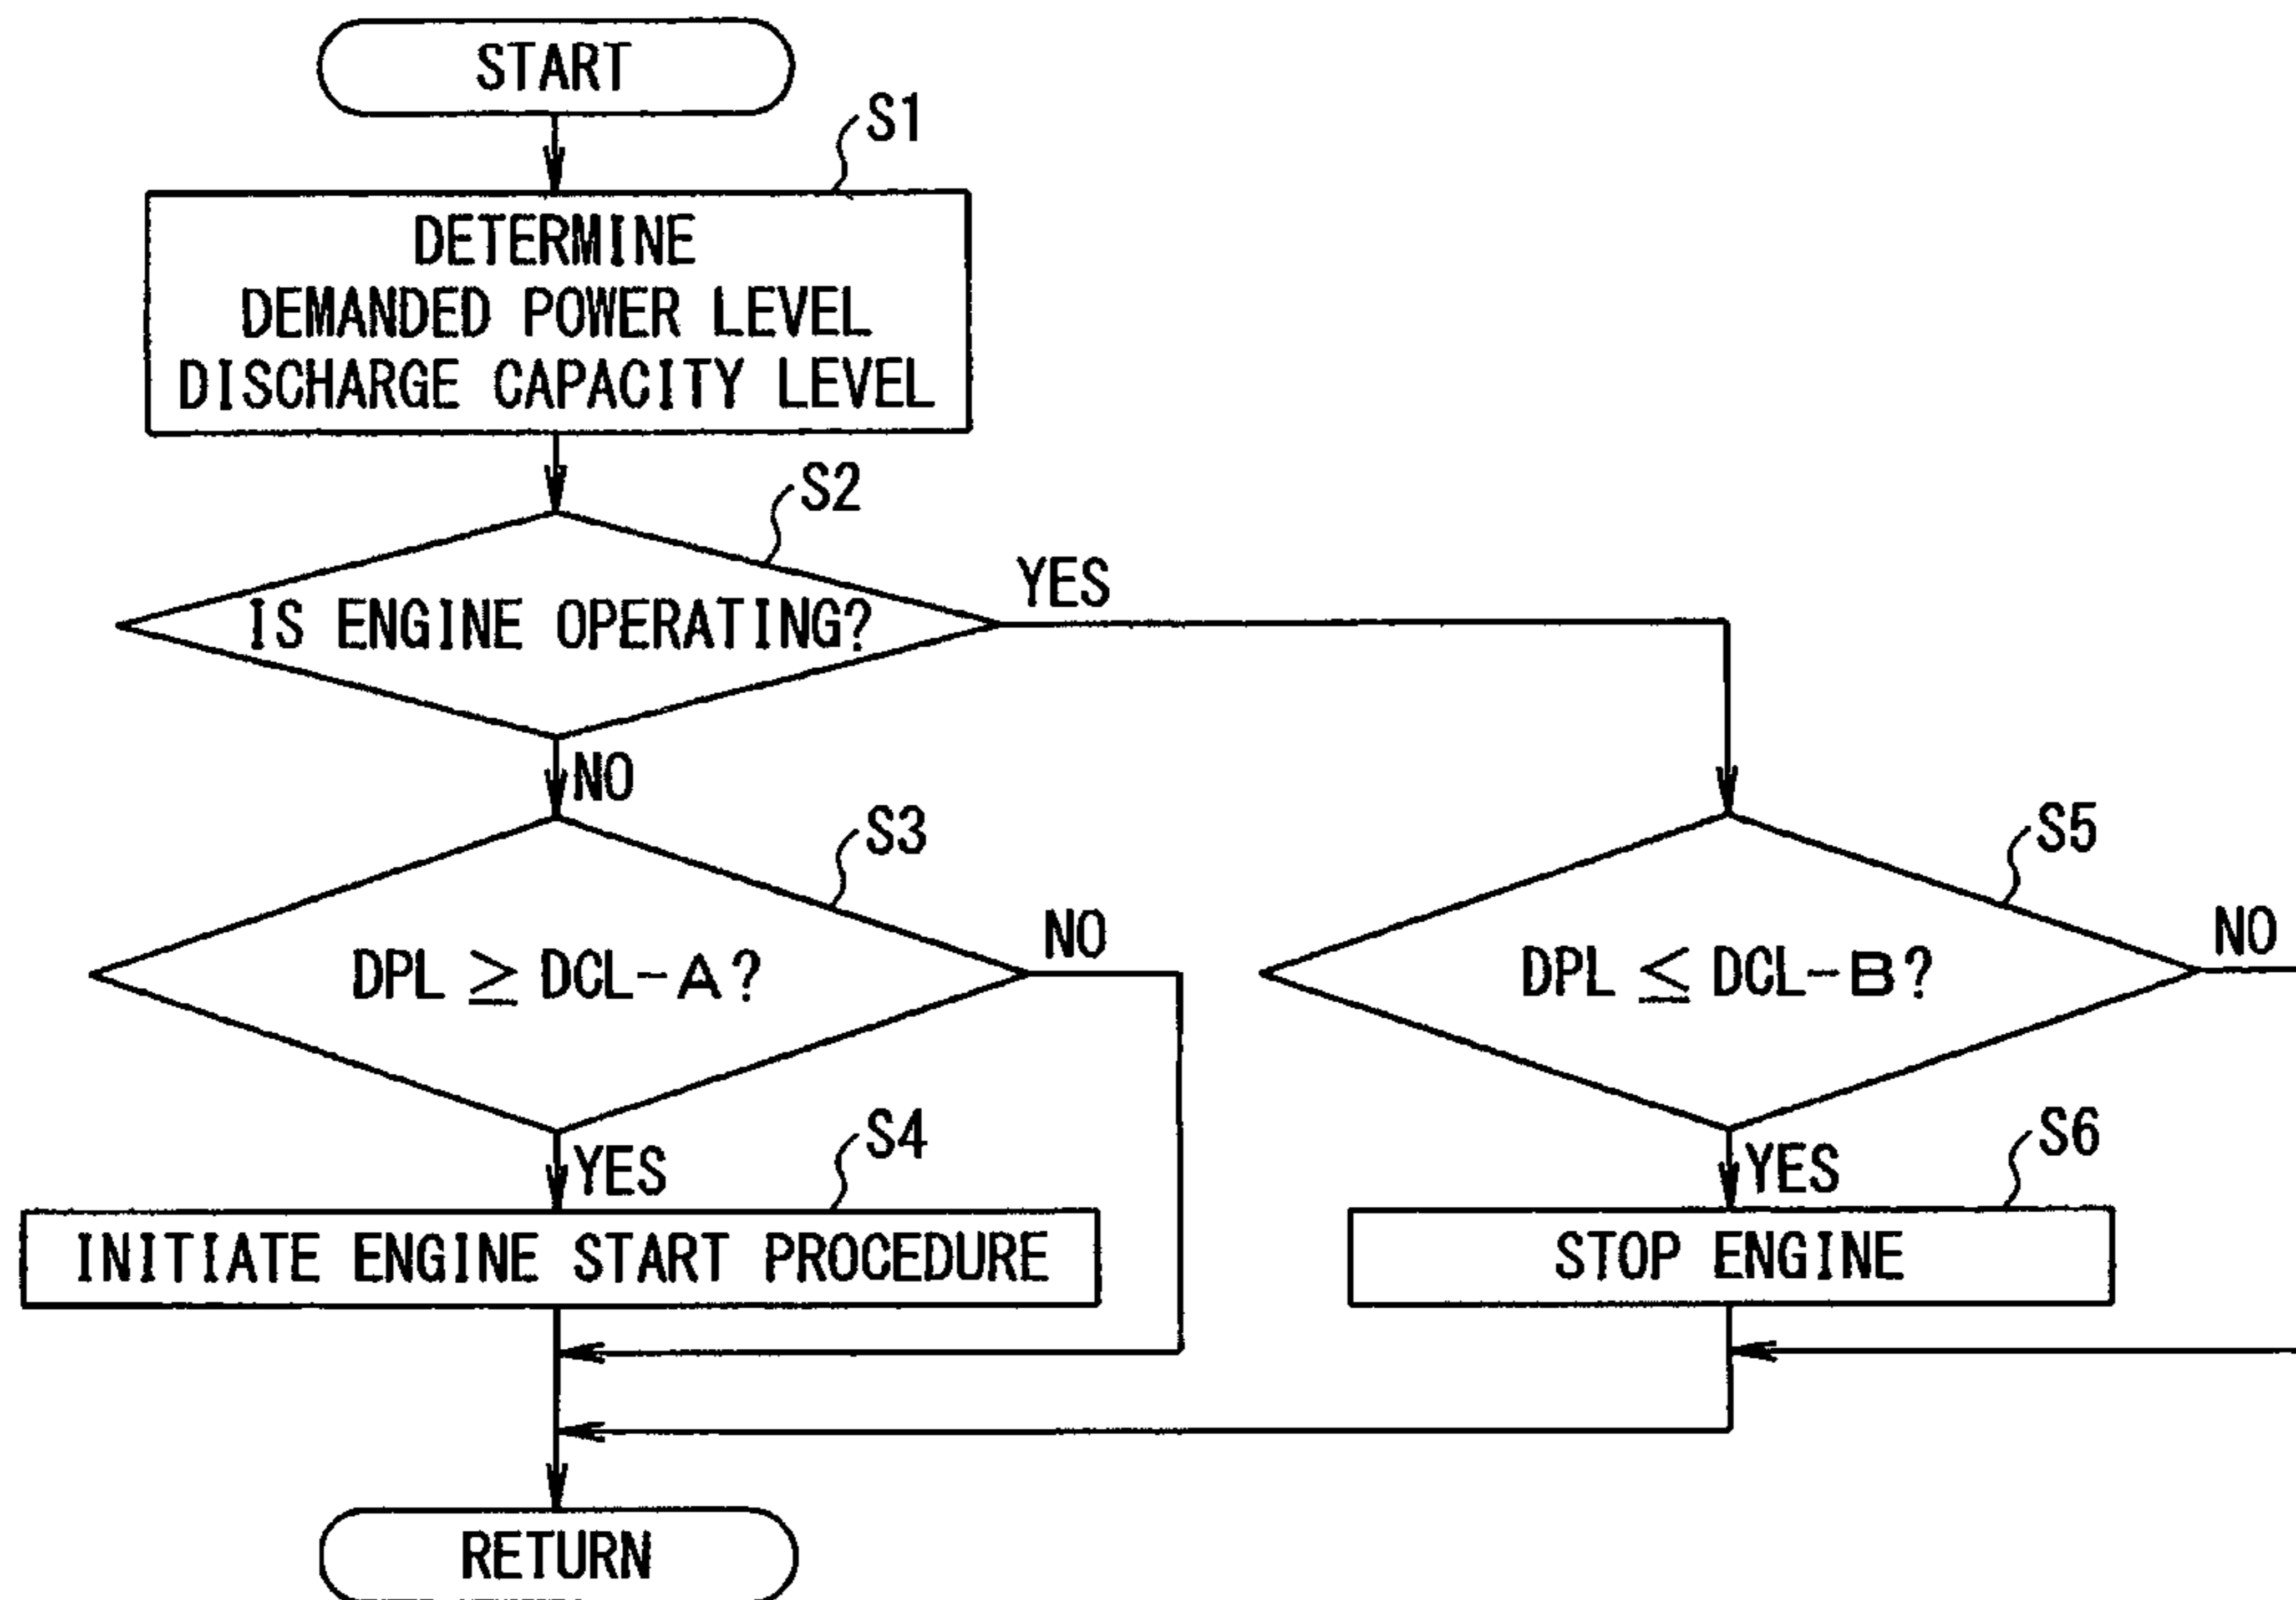 START
S1
DETERMINE
DEMANDED POWER LEVEL
DISCHARGE CAPACITY LEVEL
S2
IS ENGINE OPERATING?
YES
NO
S3
DPL ≧ DCL-A?
NO
S5
DPL ≦ DCL-B?
NO
YES
S4
INITIATE ENGINE START PROCEDURE
YES
S6
STOP ENGINE
RETURN